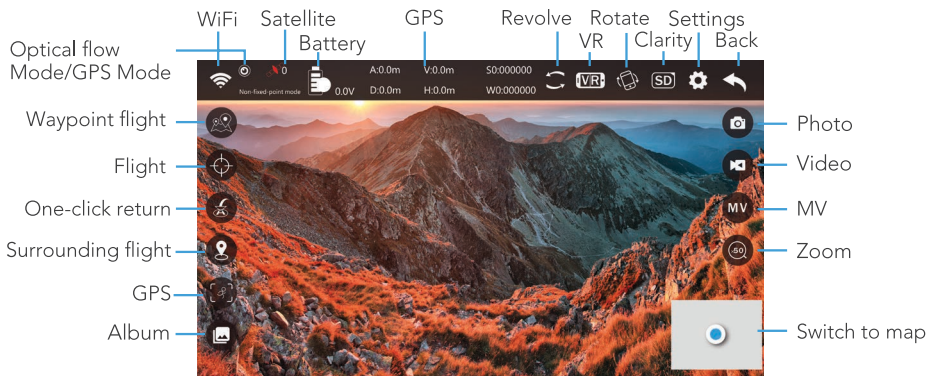 WiFi Satellite GPS Revolve Rotate Settings
Battery VR Clarity Back
Optical flow
Mode/GPS Mode
0 A:0.0m V:0.0m S0:000000
VR SD
Non-fixed-point mode 0.0V D:0.0m H:0.0m W0:000000
Waypoint flight
Photo
Flight
Video
One-click return
MV
MV
Surrounding flight
50
Zoom
GPS
Album
Switch to map